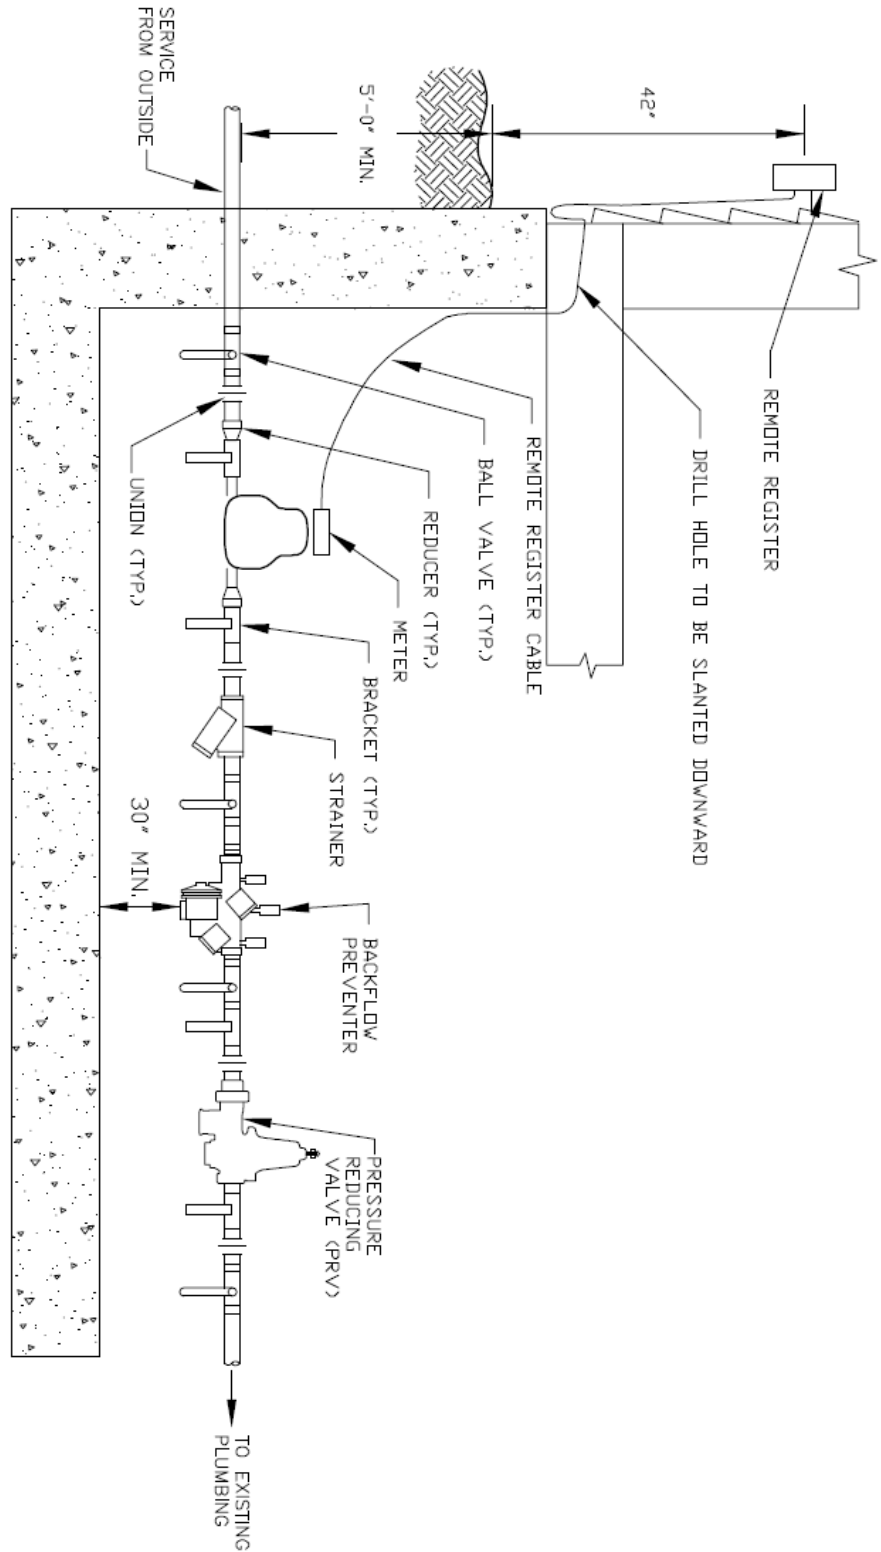 SERVICE
FROM OUTSIDE
5'-0" MIN.
42"
REMOTE REGISTER
DRILL HOLE TO BE SLANTED DOWNWARD
REMOTE REGISTER CABLE
BALL VALVE (TYP.)
REDUCER (TYP.)
METER
UNION (TYP.)
BRACKET (TYP.)
STRAINER
30" MIN.
BACKFLOW
PREVENTER
PRESSURE
REDUCING
VALVE (PRV)
TO EXISTING
PLUMBING